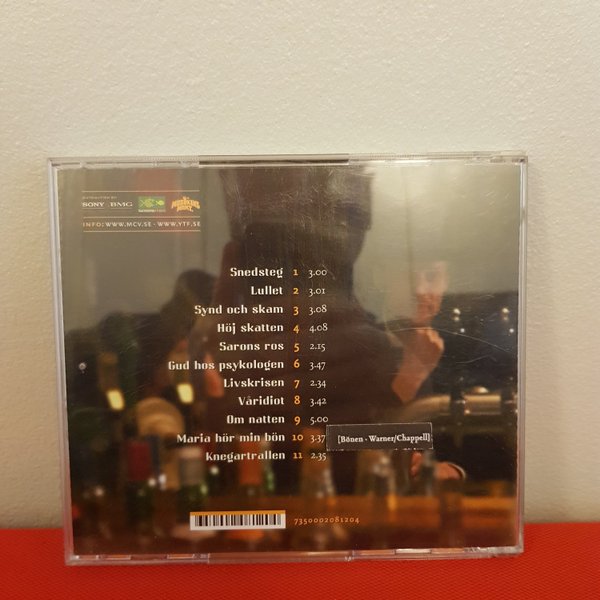 DISTRIBUTION BY
SONY BMG
INFO: WWW.MCV.SE · WWW.YTF.SE
Snedsteg 1 3.00
Lullet 2 3.01
Synd och skam 3 3.08
Höj skatten 4 4.08
Sarons ros 5 2.15
Gud hos psykologen 6 3.47
Livskrisen 7 2.34
Våridiot 8 3.42
Om natten 9 5.00
Maria hör min bön 10 3.37 [Bönen - Warner/Chappell]
Knegartrallen 11 2.35
7350002081204